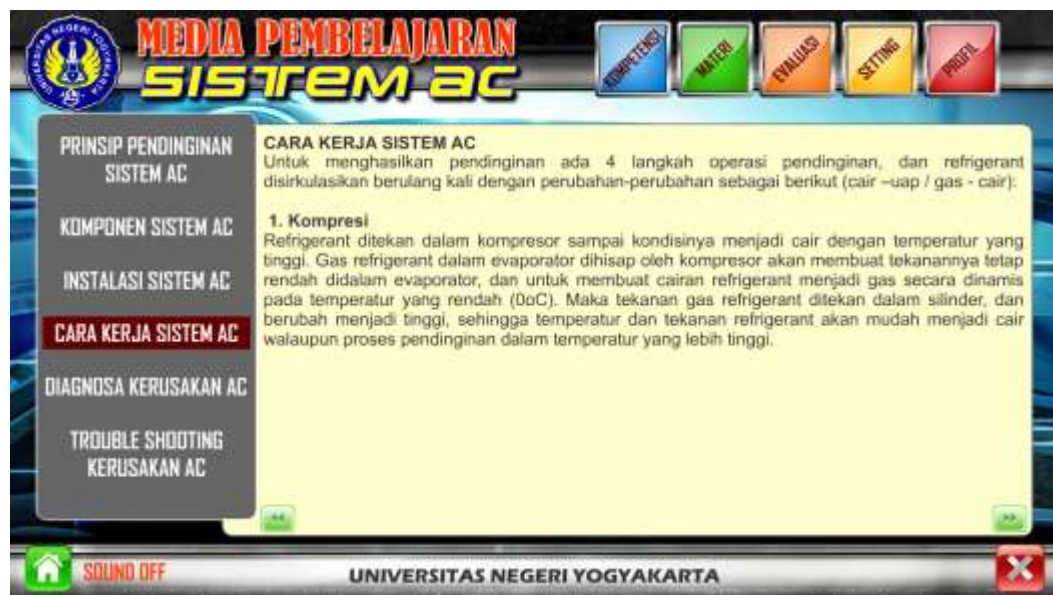 UNIVERSITAS NEGERI YOGYAKARTA
MEDIA PEMBELAJARAN
SISTEM AC
KOMPETENSI
MATERI
EVALUASI
SETTING
PROFIL
PRINSIP PENDINGINAN
SISTEM AC
KOMPONEN SISTEM AC
INSTALASI SISTEM AC
CARA KERJA SISTEM AC
DIAGNOSA KERUSAKAN AC
TROUBLE SHOOTING
KERUSAKAN AC
CARA KERJA SISTEM AC
Untuk menghasilkan pendinginan ada 4 langkah operasi pendinginan, dan refrigerant
disirkulasikan berulang kali dengan perubahan-perubahan sebagai berikut (cair –uap / gas - cair):
1. Kompresi
Refrigerant ditekan dalam kompresor sampai kondisinya menjadi cair dengan temperatur yang
tinggi. Gas refrigerant dalam evaporator dihisap oleh kompresor akan membuat tekanannya tetap
rendah didalam evaporator, dan untuk membuat cairan refrigerant menjadi gas secara dinamis
pada temperatur yang rendah (0oC). Maka tekanan gas refrigerant ditekan dalam silinder, dan
berubah menjadi tinggi, sehingga temperatur dan tekanan refrigerant akan mudah menjadi cair
walaupun proses pendinginan dalam temperatur yang lebih tinggi.
<<
>>
SOUND OFF
UNIVERSITAS NEGERI YOGYAKARTA